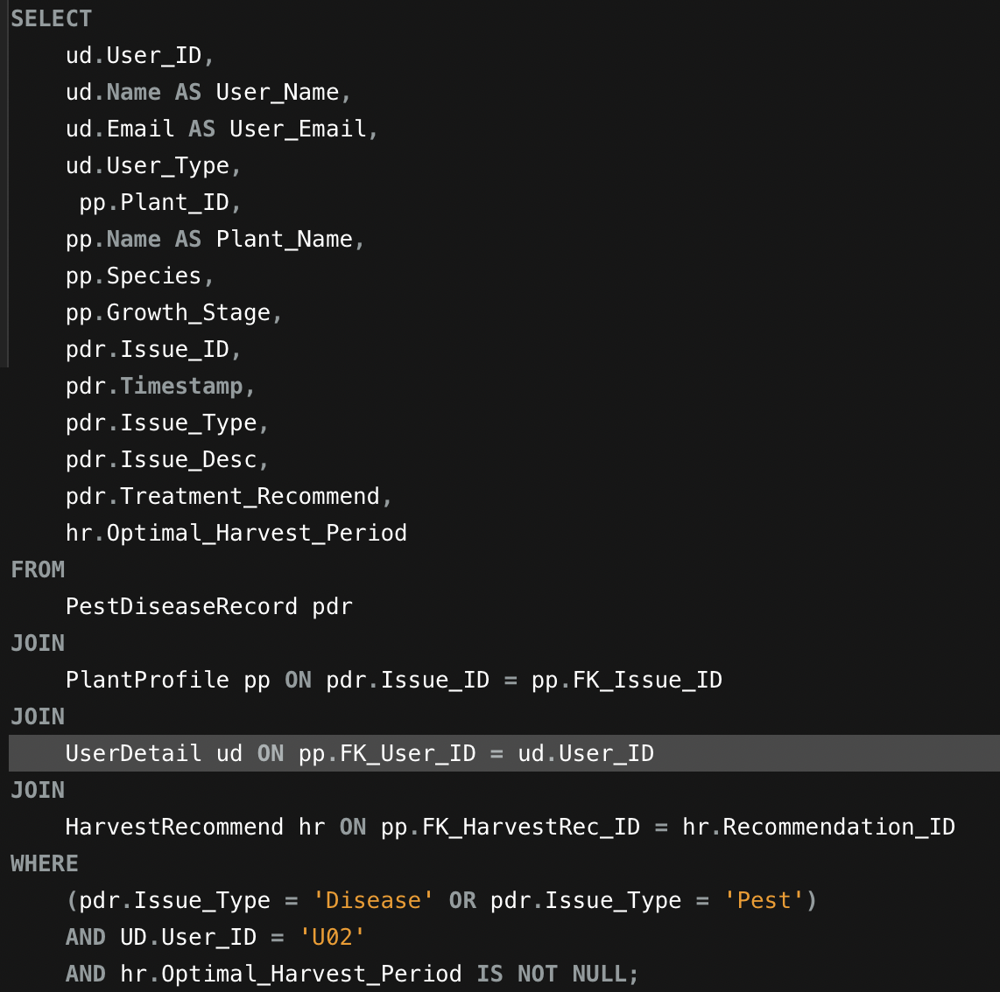 SELECT
    ud.User_ID,
    ud.Name AS User_Name,
    ud.Email AS User_Email,
    ud.User_Type,
     pp.Plant_ID,
    pp.Name AS Plant_Name,
    pp.Species,
    pp.Growth_Stage,
    pdr.Issue_ID,
    pdr.Timestamp,
    pdr.Issue_Type,
    pdr.Issue_Desc,
    pdr.Treatment_Recommend,
    hr.Optimal_Harvest_Period
FROM
    PestDiseaseRecord pdr
JOIN
    PlantProfile pp ON pdr.Issue_ID = pp.FK_Issue_ID
JOIN
    UserDetail ud ON pp.FK_User_ID = ud.User_ID
JOIN
    HarvestRecommend hr ON pp.FK_HarvestRec_ID = hr.Recommendation_ID
WHERE
    (pdr.Issue_Type = 'Disease' OR pdr.Issue_Type = 'Pest')
    AND UD.User_ID = 'U02'
    AND hr.Optimal_Harvest_Period IS NOT NULL;